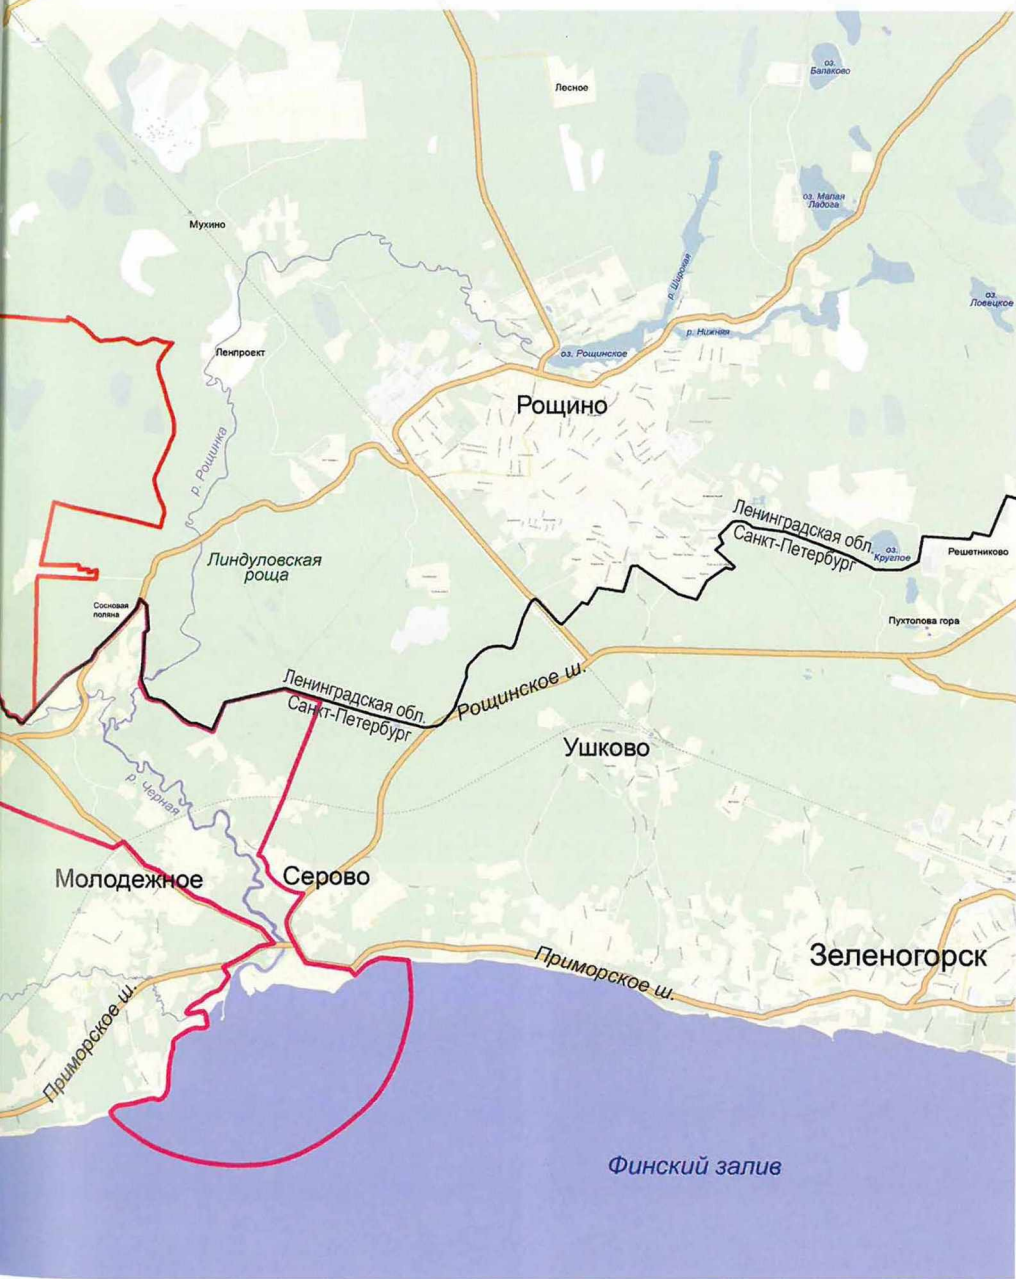 оз.
Балаково
Лесное
оз. Малая
Ладога
Мухино
р. Широкая
оз.
Ловецкое
р. Нижняя
Ленпроект
оз. Рощинское
Рощино
р. Рощинка
Ленинградская обл.
Санкт-Петербург
оз.
Круглое
Решетниково
Линдуловская
роща
Сосновая
поляна
Пухтолова гора
Ленинградская обл.
Санкт-Петербург
Рощинское ш.
Ушково
р. Черная
Молодежное
Серово
Зеленогорск
Приморское ш.
Приморское ш.
Финский залив